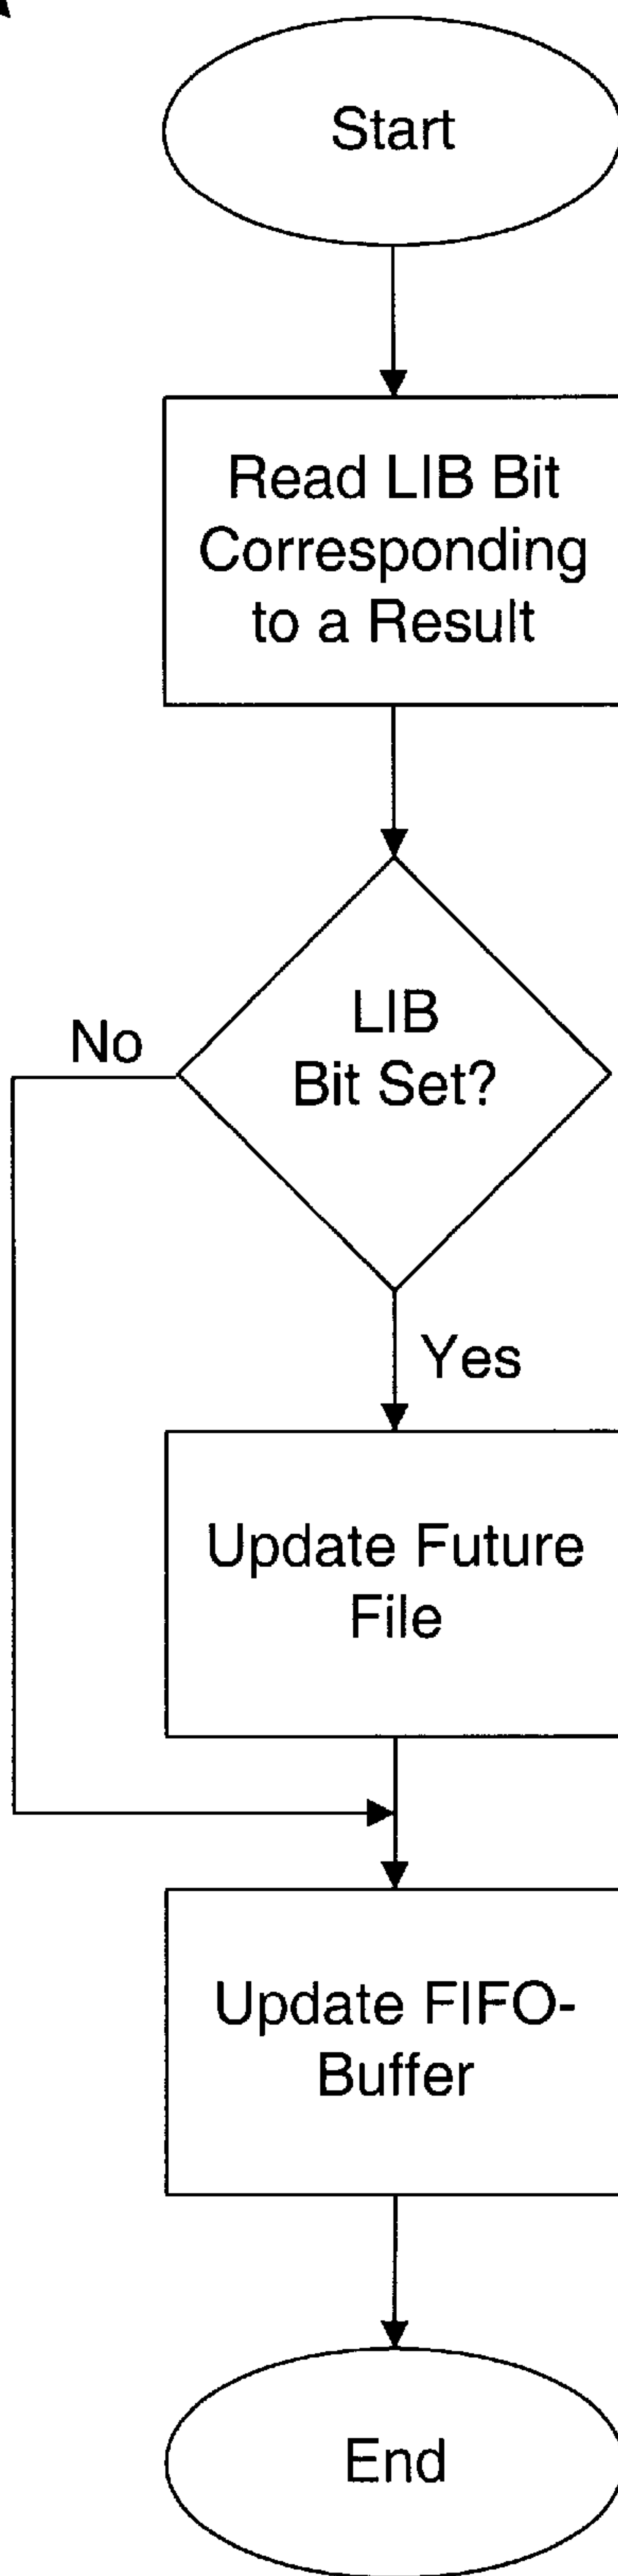 Start
Read LIB Bit
Corresponding
to a Result
LIB
Bit Set?
No
Yes
Update Future
File
Update FIFO-
Buffer
End